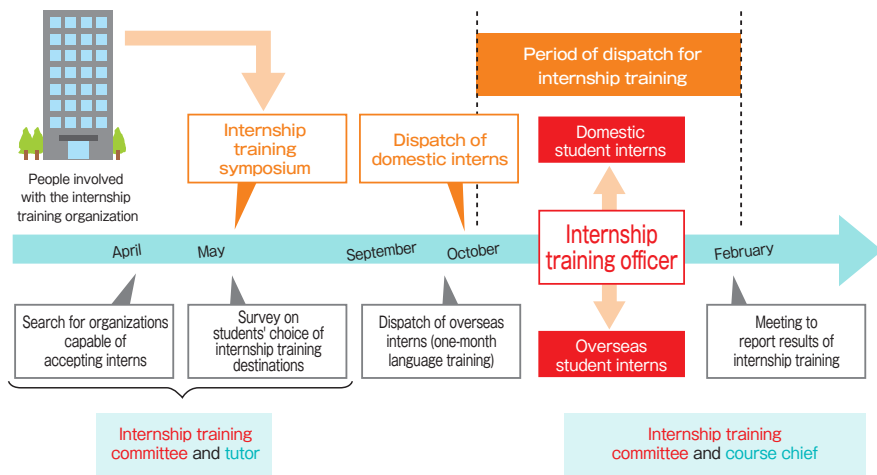 Period of dispatch for
internship training
Internship
training
symposium
Dispatch of
domestic interns
Domestic
student interns
People involved
with the internship
training organization
April
May
September
October
Internship
training officer
February
Search for organizations
capable of
accepting interns
Survey on
students' choice of
internship training
destinations
Dispatch of overseas
interns (one-month
language training)
Overseas
student interns
Meeting to
report results of
internship training
Internship training
committee and tutor
Internship training
committee and course chief